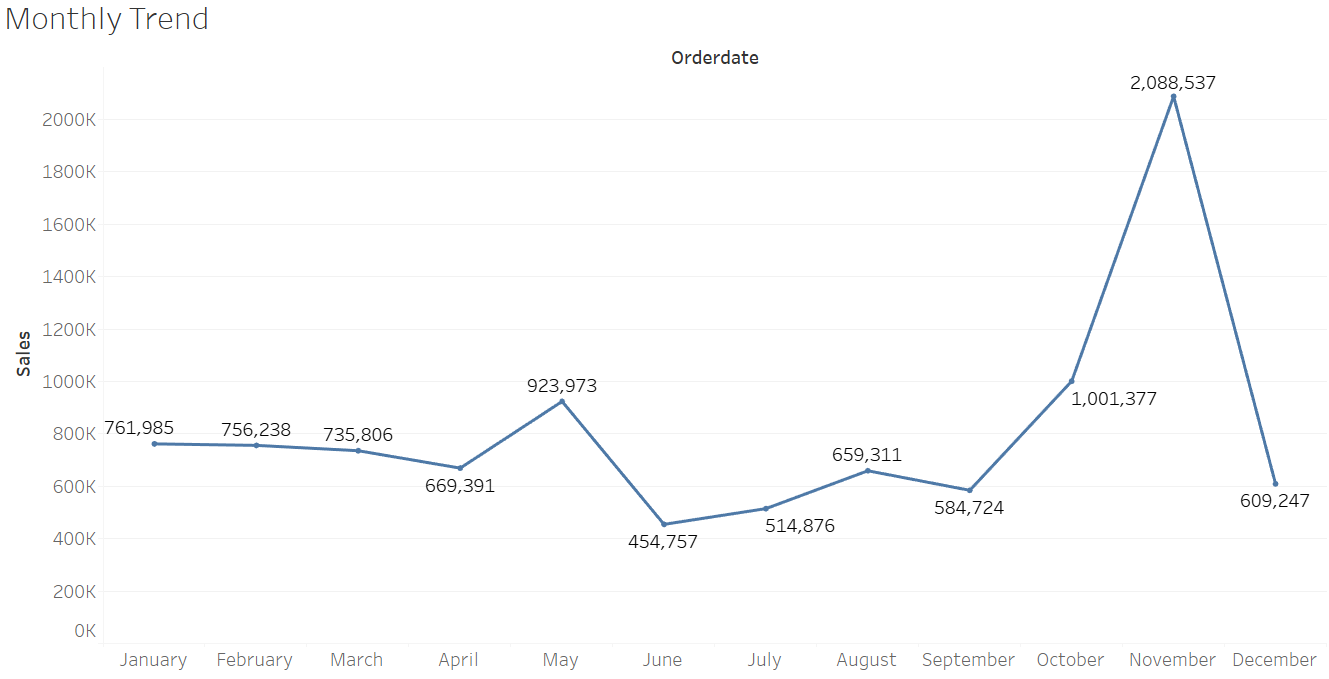 Monthly Trend
Orderdate
2,088,537
2000K
1800K
1600K
1400K
1200K
Sales
1000K
923,973
1,001,377
800K
761,985
756,238
735,806
659,311
600K
669,391
609,247
584,724
514,876
400K
454,757
200K
0K
January February March April May June July August September October November December